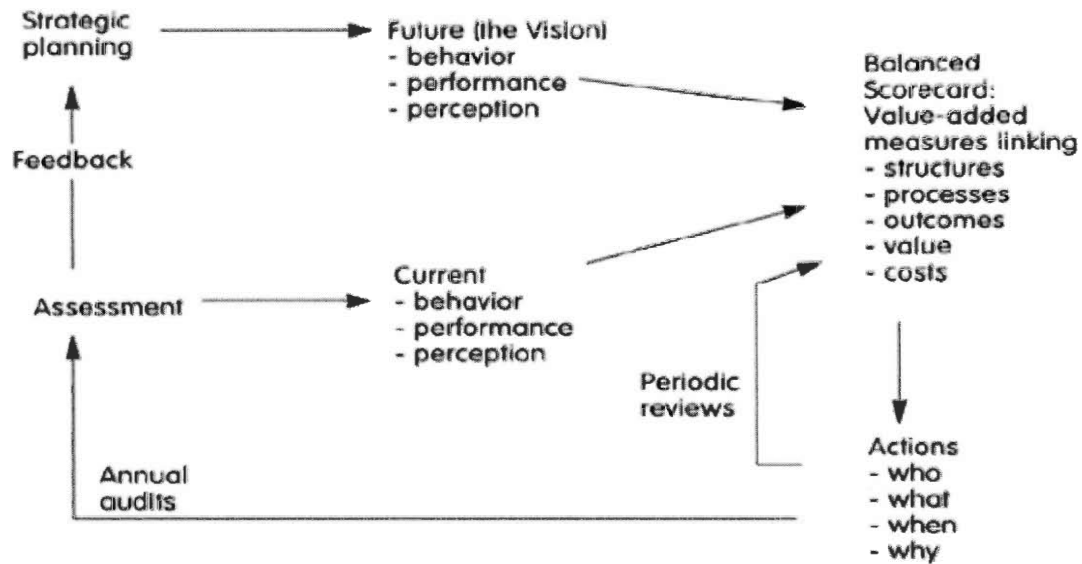 Strategic
planning
Future (the Vision)
- behavior
- performance
- perception
Balanced
Scorecard:
Value-added
measures linking
- structures
- processes
- outcomes
- value
- costs
Feedback
Assessment
Current
- behavior
- performance
- perception
Periodic
reviews
Actions
- who
- what
- when
- why
Annual
audits